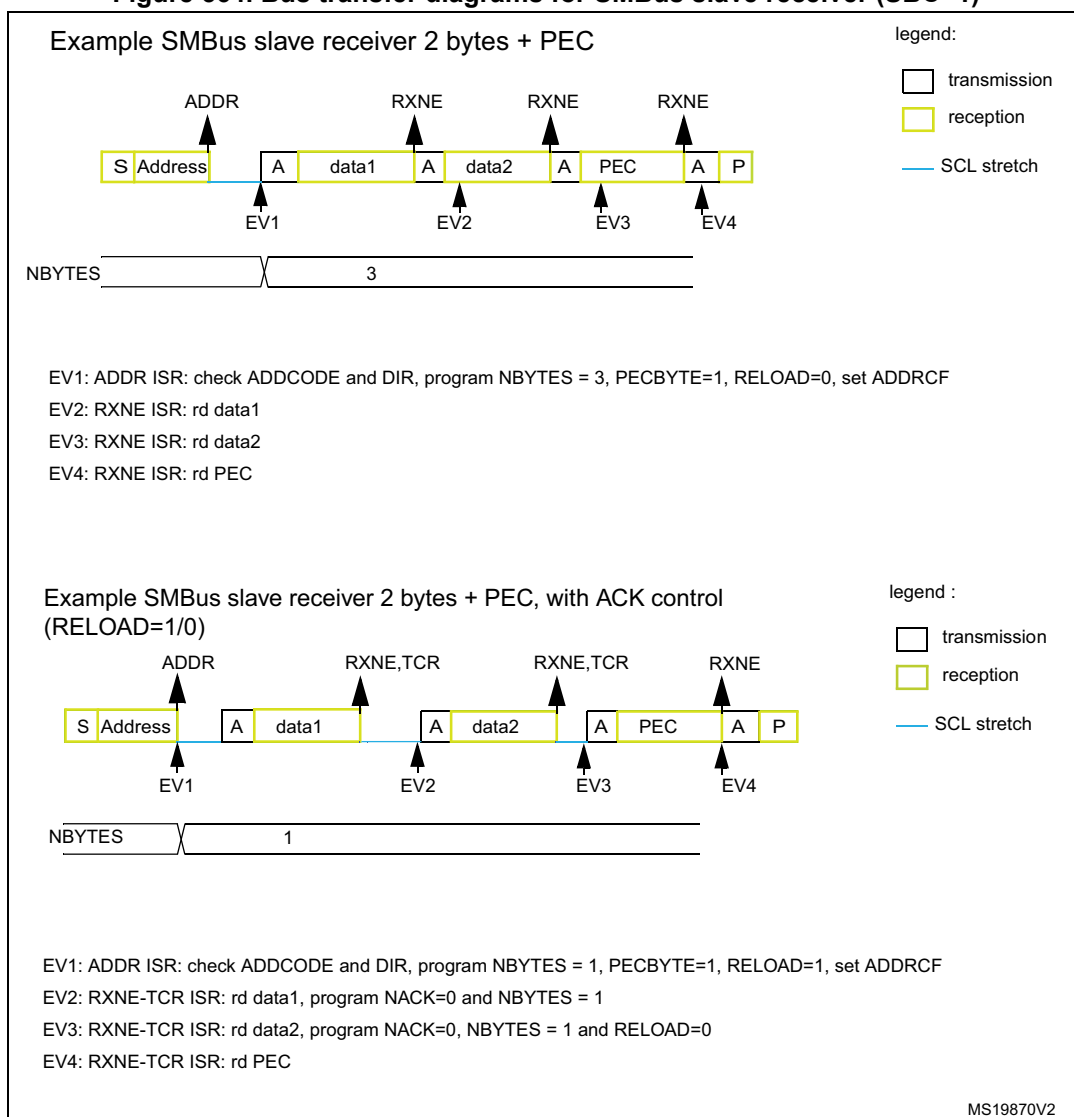 Example SMBus slave receiver 2 bytes + PEC
legend:
transmission
reception
SCL stretch
ADDR RXNE RXNE RXNE
S Address A data1 A data2 A PEC A P
EV1 EV2 EV3 EV4
NBYTES 3
EV1: ADDR ISR: check ADDCODE and DIR, program NBYTES = 3, PECBYTE=1, RELOAD=0, set ADDRCF
EV2: RXNE ISR: rd data1
EV3: RXNE ISR: rd data2
EV4: RXNE ISR: rd PEC
Example SMBus slave receiver 2 bytes + PEC, with ACK control
(RELOAD=1/0)
legend :
transmission
reception
SCL stretch
ADDR RXNE,TCR RXNE,TCR RXNE
S Address A data1 A data2 A PEC A P
EV1 EV2 EV3 EV4
NBYTES 1
EV1: ADDR ISR: check ADDCODE and DIR, program NBYTES = 1, PECBYTE=1, RELOAD=1, set ADDRCF
EV2: RXNE-TCR ISR: rd data1, program NACK=0 and NBYTES = 1
EV3: RXNE-TCR ISR: rd data2, program NACK=0, NBYTES = 1 and RELOAD=0
EV4: RXNE-TCR ISR: rd PEC
MS19870V2